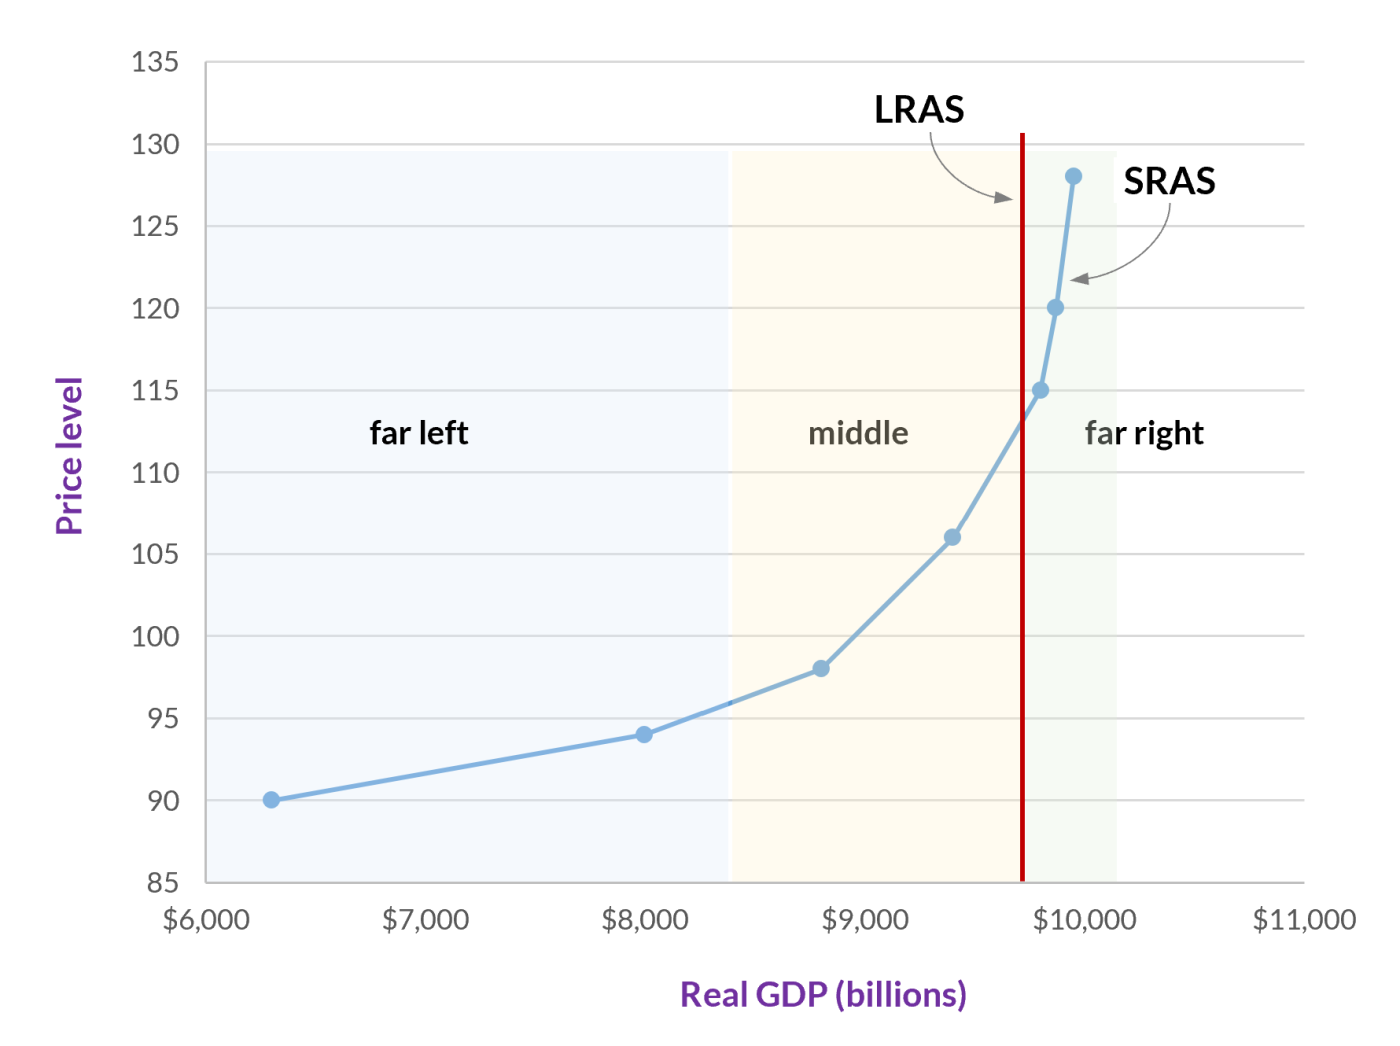 135
LRAS
130
SRAS
125
120
115
far left
middle
far right
Price level
110
105
100
95
90
85
$6,000
$7,000
$8,000
$9,000
$10,000
$11,000
Real GDP (billions)